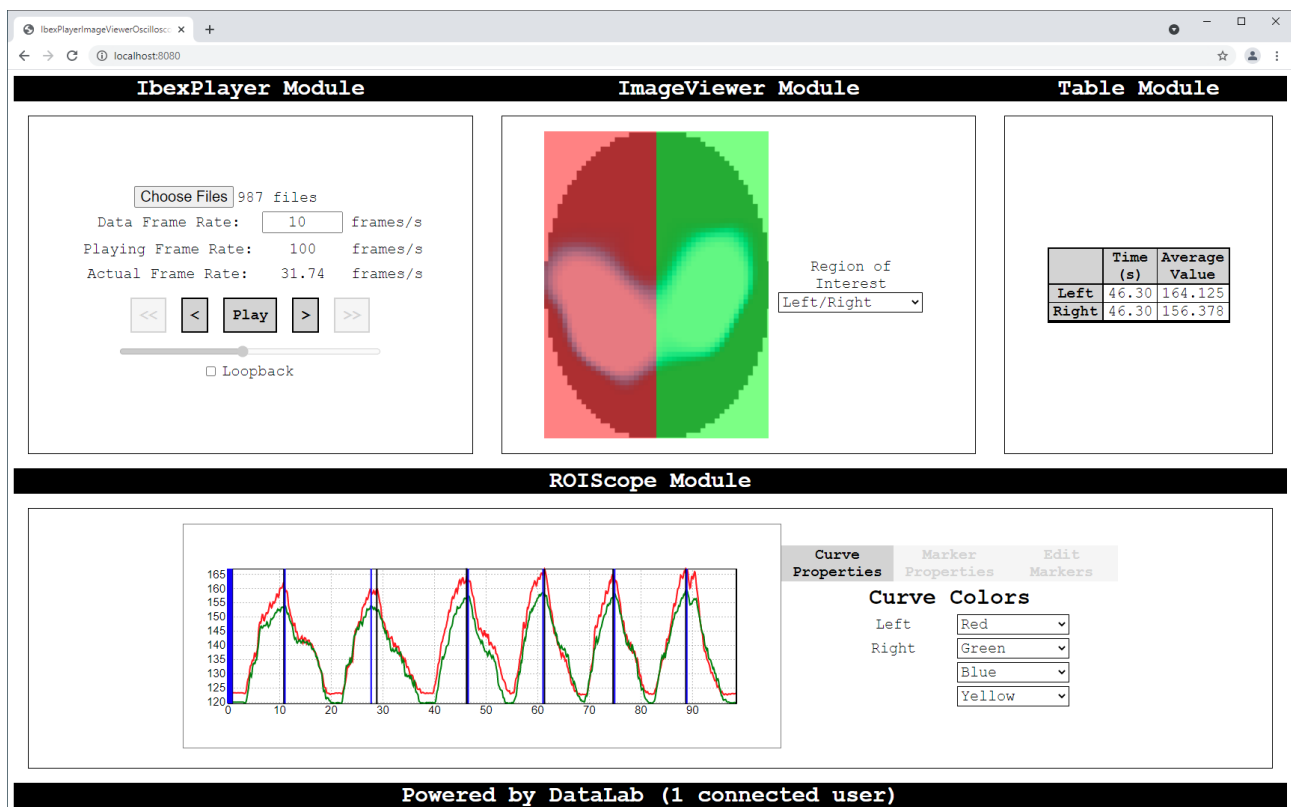 IbexPlayerImageViewerOscillosc
localhost:8080
IbexPlayer Module
ImageViewer Module
Table Module
Choose Files 987 files
Data Frame Rate: 10 frames/s
Playing Frame Rate: 100 frames/s
Actual Frame Rate: 31.74 frames/s
<< < Play > >>
Loopback
Region of
Interest
Left/Right
Time Average
(s) Value
Left 46.30 164.125
Right 46.30 156.378
ROIScope Module
165
160
155
150
145
140
135
130
125
120
0 10 20 30 40 50 60 70 80 90
Curve Marker Edit
Properties Properties Markers
Curve Colors
Left Red
Right Green
Blue
Yellow
Powered by DataLab (1 connected user)